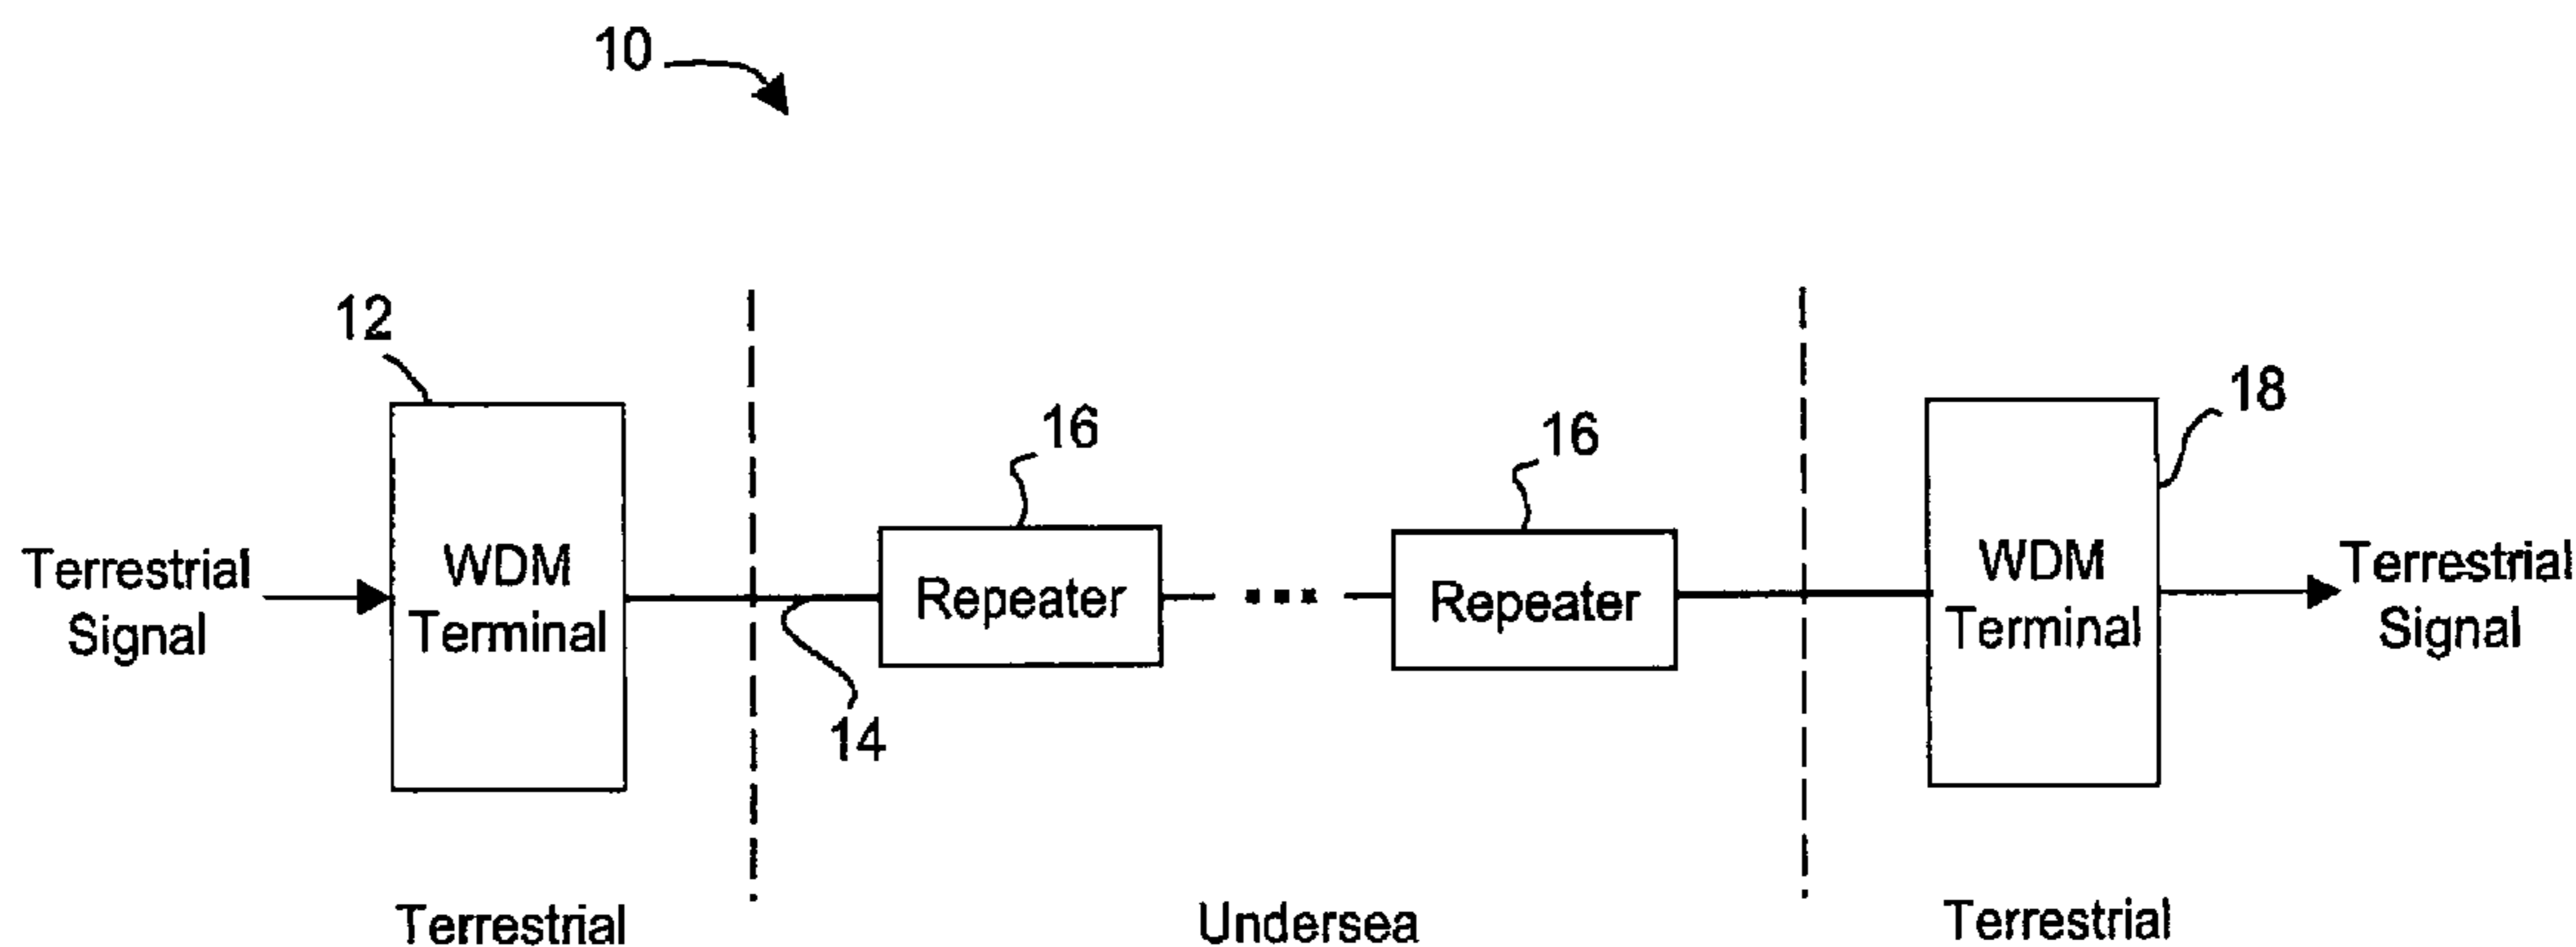 10
12
16
16
18
Terrestrial
Signal
WDM
Terminal
Repeater
Repeater
WDM
Terminal
Terrestrial
Signal
14
Terrestrial
Undersea
Terrestrial